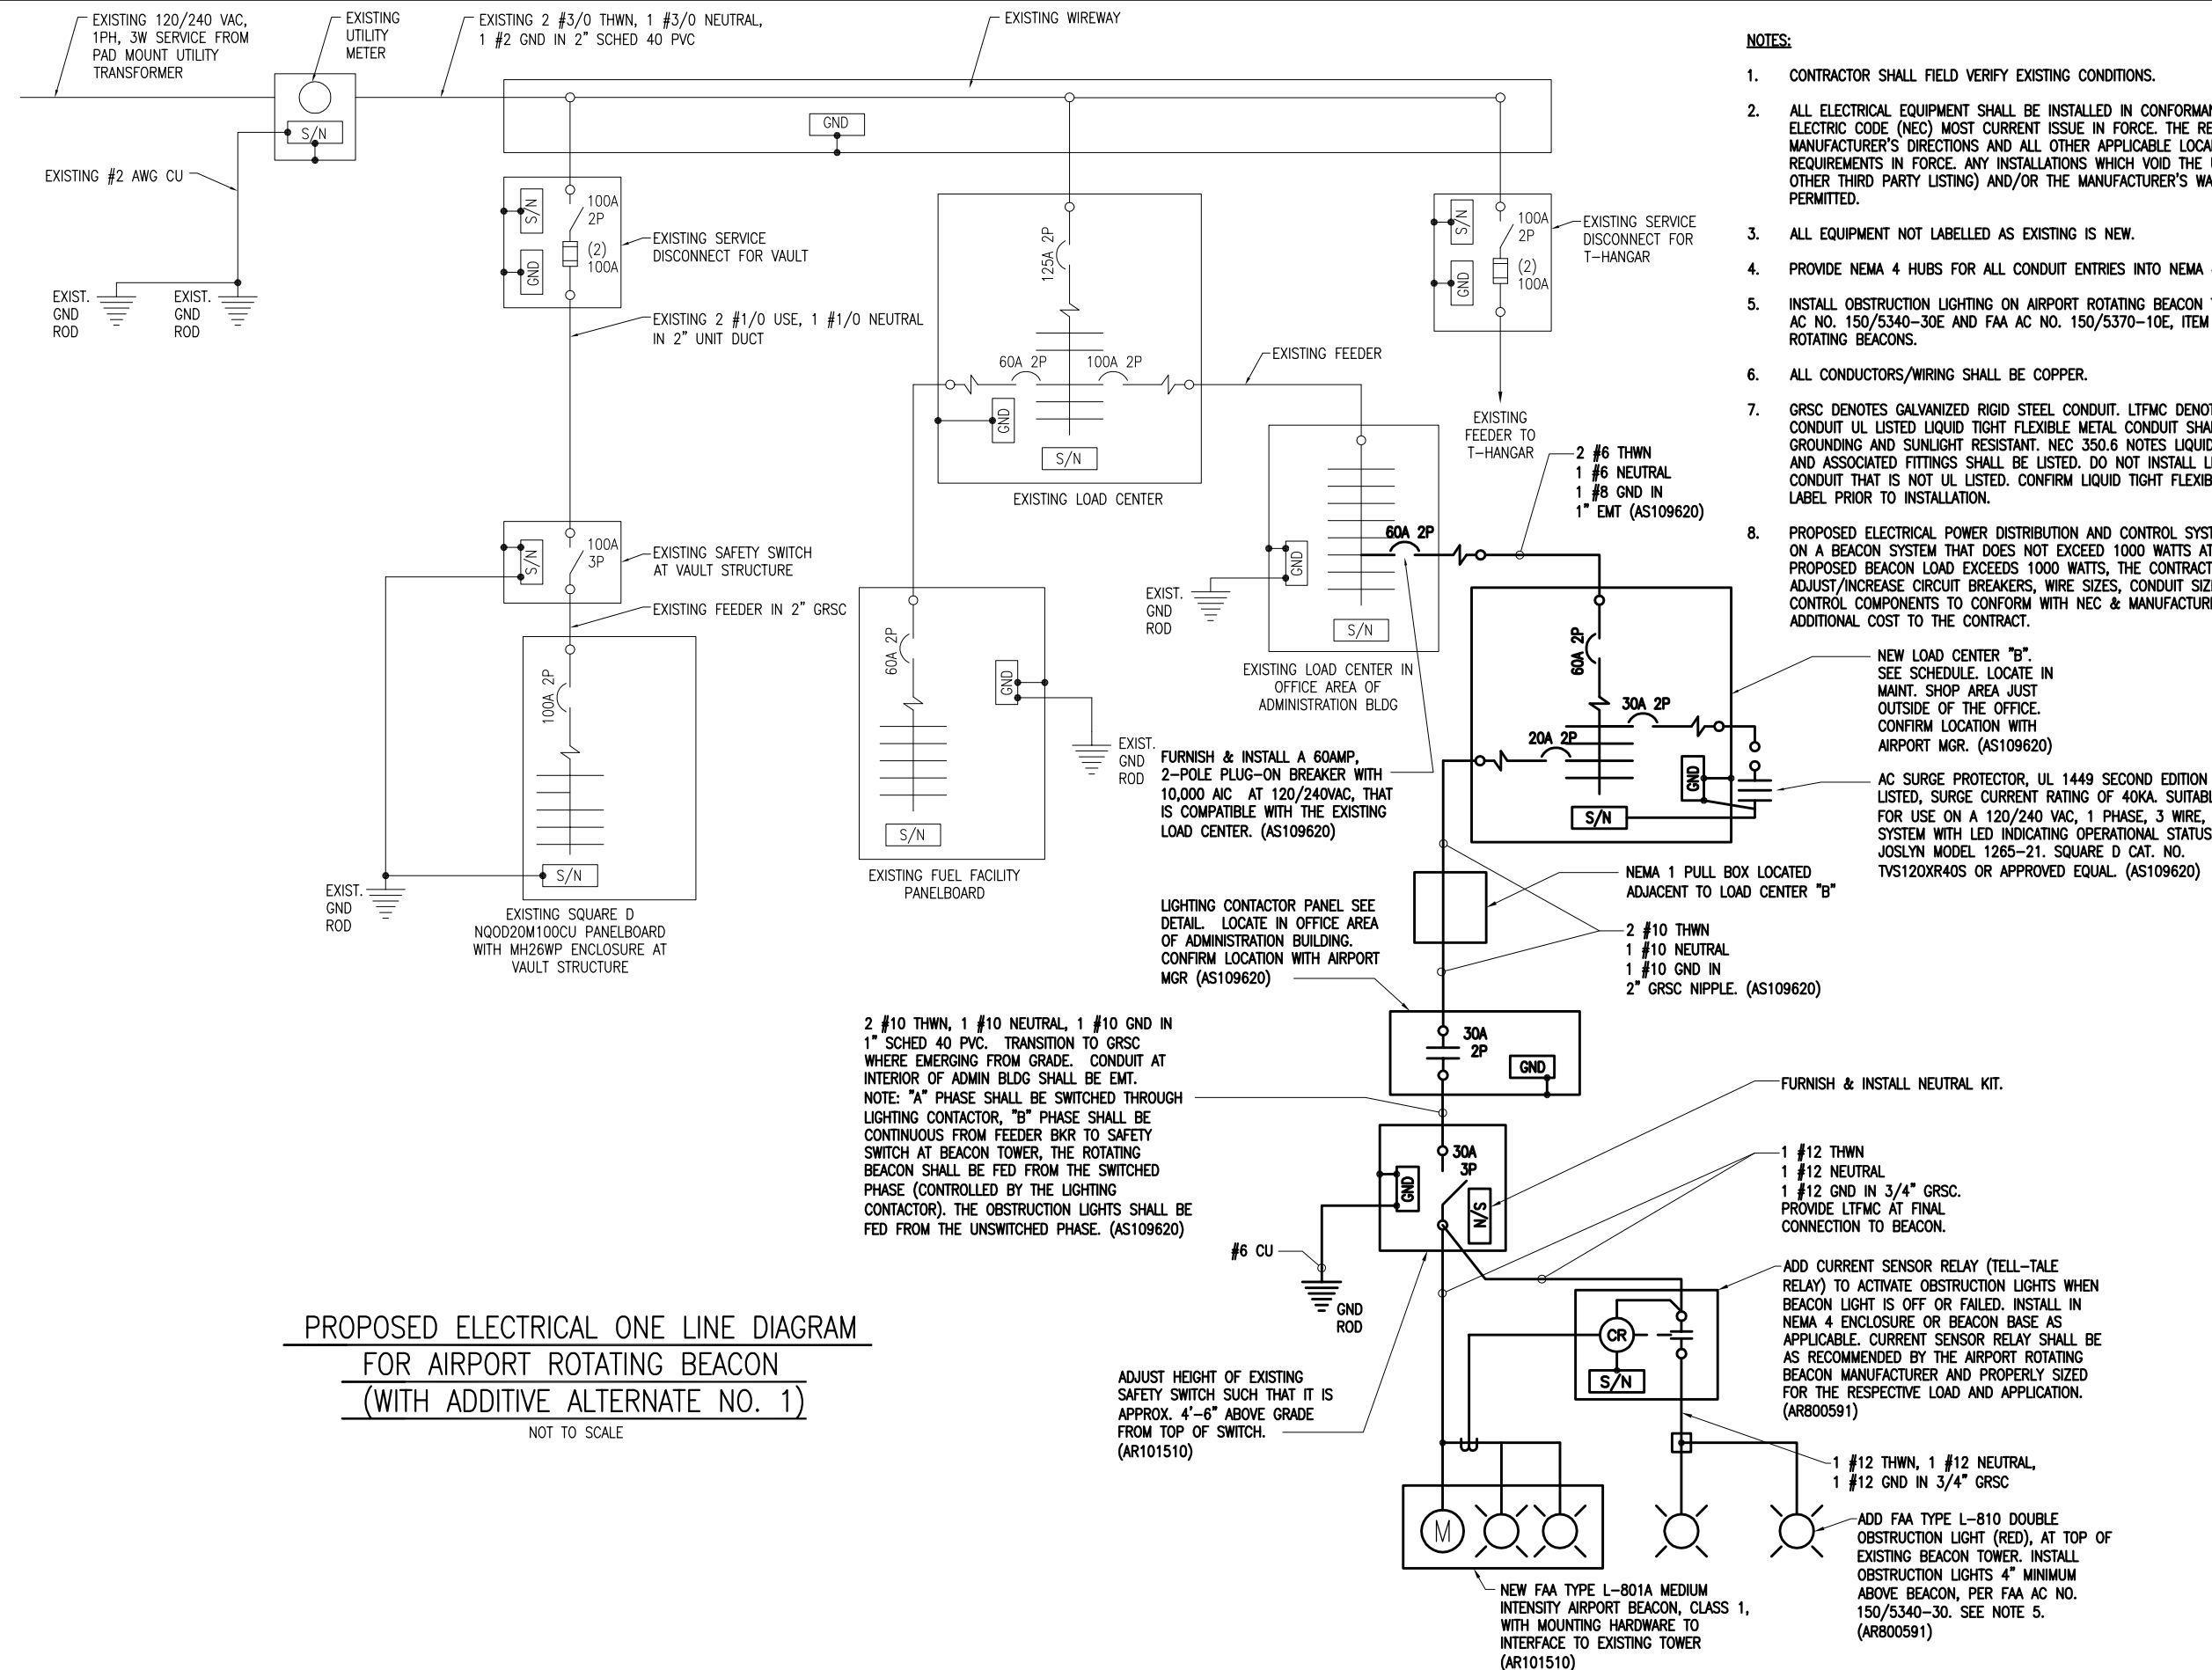 EXISTING 120/240 VAC,
1PH, 3W SERVICE FROM
PAD MOUNT UTILITY
TRANSFORMER
EXISTING
UTILITY
METER
EXISTING 2 #3/0 THWN, 1 #3/0 NEUTRAL,
1 #2 GND IN 2" SCHED 40 PVC
EXISTING WIREWAY
S/N
GND
EXISTING #2 AWG CU
EXIST.
GND
ROD
EXIST.
GND
ROD
S/N
GND
100A
2P
(2)
100A
EXISTING SERVICE
DISCONNECT FOR VAULT
EXISTING 2 #1/0 USE, 1 #1/0 NEUTRAL
IN 2" UNIT DUCT
S/N
100A
3P
EXISTING SAFETY SWITCH
AT VAULT STRUCTURE
EXISTING FEEDER IN 2" GRSC
100A 2P
S/N
EXIST.
GND
ROD
EXISTING SQUARE D
NQOD20M100CU PANELBOARD
WITH MH26WP ENCLOSURE AT
VAULT STRUCTURE
125A 2P
60A 2P
100A 2P
GND
S/N
EXISTING LOAD CENTER
EXISTING FEEDER
60A 2P
GND
S/N
EXIST.
GND
ROD
EXISTING FUEL FACILITY
PANELBOARD
S/N
GND
100A
2P
(2)
100A
EXISTING SERVICE
DISCONNECT FOR
T-HANGAR
EXISTING
FEEDER TO
T-HANGAR
GND
S/N
EXIST.
GND
ROD
60A 2P
EXISTING LOAD CENTER IN
OFFICE AREA OF
ADMINISTRATION BLDG
2 #6 THWN
1 #6 NEUTRAL
1 #8 GND IN
1" EMT (AS109620)
FURNISH & INSTALL A 60AMP,
2-POLE PLUG-ON BREAKER WITH
10,000 AIC AT 120/240VAC, THAT
IS COMPATIBLE WITH THE EXISTING
LOAD CENTER. (AS109620)
60A 2P
30A 2P
20A 2P
GND
S/N
NEW LOAD CENTER "B".
SEE SCHEDULE. LOCATE IN
MAINT. SHOP AREA JUST
OUTSIDE OF THE OFFICE.
CONFIRM LOCATION WITH
AIRPORT MGR. (AS109620)
AC SURGE PROTECTOR, UL 1449 SECOND EDITION
LISTED, SURGE CURRENT RATING OF 40KA.
FOR USE ON A 120/240 VAC, 1 PHASE, 3 WIRE,
SYSTEM WITH LED INDICATING OPERATIONAL STATUS
JOSLYN MODEL 1265-21. SQUARE D CAT. NO.
TVS120XR40S OR APPROVED EQUAL. (AS109620)
NEMA 1 PULL BOX LOCATED
ADJACENT TO LOAD CENTER "B"
2 #10 THWN
1 #10 NEUTRAL
1 #10 GND IN
2" GRSC NIPPLE. (AS109620)
LIGHTING CONTACTOR PANEL SEE
DETAIL. LOCATE IN OFFICE AREA
OF ADMINISTRATION BUILDING.
CONFIRM LOCATION WITH AIRPORT
MGR (AS109620)
30A
2P
GND
2 #10 THWN, 1 #10 NEUTRAL, 1 #10 GND IN
1" SCHED 40 PVC. TRANSITION TO GRSC
WHERE EMERGING FROM GRADE. CONDUIT AT
INTERIOR OF ADMIN BLDG SHALL BE EMT.
NOTE: "A" PHASE SHALL BE SWITCHED THROUGH
LIGHTING CONTACTOR, "B" PHASE SHALL BE
CONTINUOUS FROM FEEDER BKR TO SAFETY
SWITCH AT BEACON TOWER, THE ROTATING
BEACON SHALL BE FED FROM THE SWITCHED
PHASE (CONTROLLED BY THE LIGHTING
CONTACTOR). THE OBSTRUCTION LIGHTS SHALL BE
FED FROM THE UNSWITCHED PHASE. (AS109620)
GND
30A
3P
S/N
FURNISH & INSTALL NEUTRAL KIT.
#6 CU
GND
ROD
1 #12 THWN
1 #12 NEUTRAL
1 #12 GND IN 3/4" GRSC.
PROVIDE LTFMC AT FINAL
CONNECTION TO BEACON.
ADD CURRENT SENSOR RELAY (TELL-TALE
RELAY) TO ACTIVATE OBSTRUCTION LIGHTS WHEN
BEACON LIGHT IS OFF OR FAILED. INSTALL IN
NEMA 4 ENCLOSURE OR BEACON BASE AS
APPLICABLE. CURRENT SENSOR RELAY SHALL BE
AS RECOMMENDED BY THE AIRPORT ROTATING
BEACON MANUFACTURER AND PROPERLY SIZED
FOR THE RESPECTIVE LOAD AND APPLICATION.
(AR800591)
CR
S/N
ADJUST HEIGHT OF EXISTING
SAFETY SWITCH SUCH THAT IT IS
APPROX. 4'-6" ABOVE GRADE
FROM TOP OF SWITCH.
(AR101510)
1 #12 THWN, 1 #12 NEUTRAL,
1 #12 GND IN 3/4" GRSC
M
ADD FAA TYPE L-810 DOUBLE
OBSTRUCTION LIGHT (RED), AT TOP OF
EXISTING BEACON TOWER. INSTALL
OBSTRUCTION LIGHTS 4" MINIMUM
ABOVE BEACON, PER FAA AC NO.
150/5340-30. SEE NOTE 5.
(AR800591)
NEW FAA TYPE L-801A MEDIUM
INTENSITY AIRPORT BEACON, CLASS 1,
WITH MOUNTING HARDWARE TO
INTERFACE TO EXISTING TOWER
(AR101510)
PROPOSED ELECTRICAL ONE LINE DIAGRAM
FOR AIRPORT ROTATING BEACON
(WITH ADDITIVE ALTERNATE NO. 1)
NOT TO SCALE
NOTES:
1. CONTRACTOR SHALL FIELD VERIFY EXISTING CONDITIONS.
2. ALL ELECTRICAL EQUIPMENT SHALL BE INSTALLED IN
ELECTRIC CODE (NEC) MOST CURRENT ISSUE IN FORCE. THE
MANUFACTURER'S DIRECTIONS AND ALL OTHER APPLICABLE
REQUIREMENTS IN FORCE. ANY INSTALLATIONS WHICH VOID THE
OTHER THIRD PARTY LISTING) AND/OR THE MANUFACTURER'S
PERMITTED.
3. ALL EQUIPMENT NOT LABELLED AS EXISTING IS NEW.
4. PROVIDE NEMA 4 HUBS FOR ALL CONDUIT ENTRIES INTO NEMA
5. INSTALL OBSTRUCTION LIGHTING ON AIRPORT ROTATING BEACON
AC NO. 150/5340-30E AND FAA AC NO. 150/5370-10E, ITEM
ROTATING BEACONS.
6. ALL CONDUCTORS/WIRING SHALL BE COPPER.
7. GRSC DENOTES GALVANIZED RIGID STEEL CONDUIT. LTFMC
CONDUIT UL LISTED LIQUID TIGHT FLEXIBLE METAL CONDUIT
GROUNDING AND SUNLIGHT RESISTANT. NEC 350.6 NOTES
AND ASSOCIATED FITTINGS SHALL BE LISTED. DO NOT INSTALL
CONDUIT THAT IS NOT UL LISTED. CONFIRM LIQUID TIGHT
LABEL PRIOR TO INSTALLATION.
8. PROPOSED ELECTRICAL POWER DISTRIBUTION AND CONTROL
ON A BEACON SYSTEM THAT DOES NOT EXCEED 1000 WATTS AT
PROPOSED BEACON LOAD EXCEEDS 1000 WATTS, THE
ADJUST/INCREASE CIRCUIT BREAKERS, WIRE SIZES, CONDUIT
CONTROL COMPONENTS TO CONFORM WITH NEC &
ADDITIONAL COST TO THE CONTRACT.